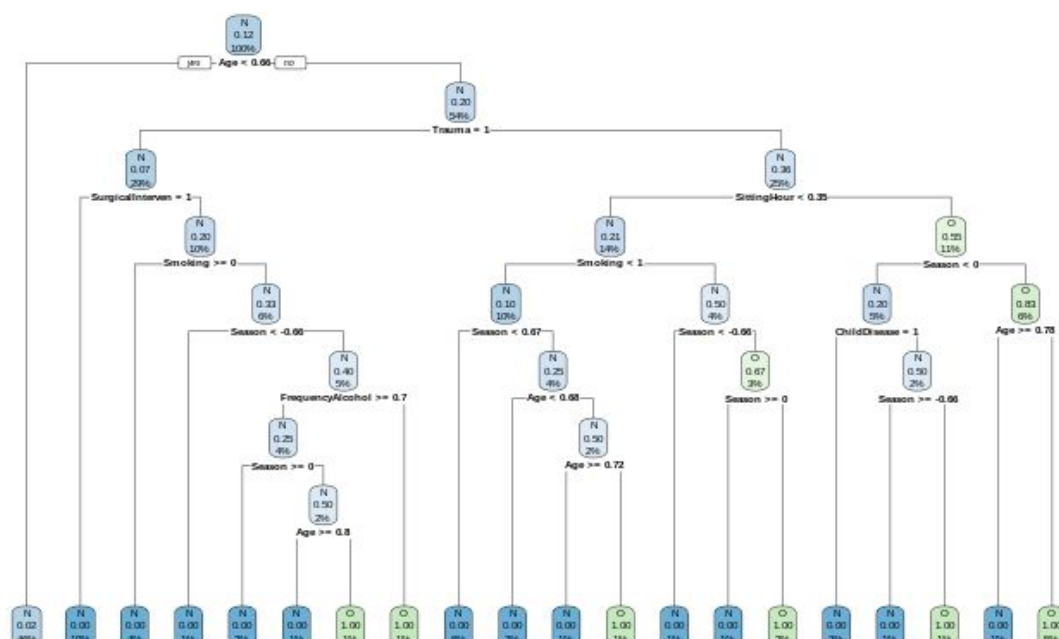 N
0.12
100%
yes Age < 0.66 no
N
0.20
54%
Trauma = 1
N
0.07
29%
N
0.36
25%
SurgicalInterven = 1
SittingHour < 0.35
N
0.20
10%
N
0.21
14%
O
0.55
11%
Smoking >= 0
Smoking < 1
Season < 0
N
0.33
6%
N
0.10
10%
N
0.50
4%
N
0.20
5%
O
0.83
6%
Season < -0.66
Season < 0.67
Season < -0.66
ChildDisease = 1
Age >= 0.78
N
0.40
5%
N
0.25
4%
O
0.67
3%
N
0.50
2%
FrequencyAlcohol >= 0.7
Age < 0.68
Season >= 0
Season >= -0.66
N
0.25
4%
N
0.50
2%
Season >= 0
Age >= 0.72
N
0.50
2%
Age >= 0.8
N N N N N N O O N N N O N N O N N O N O
0.02 0.00 0.00 0.00 0.00 0.00 1.00 1.00 0.00 0.00 0.00 1.00 0.00 0.00 1.00 0.00 0.00 1.00 0.00